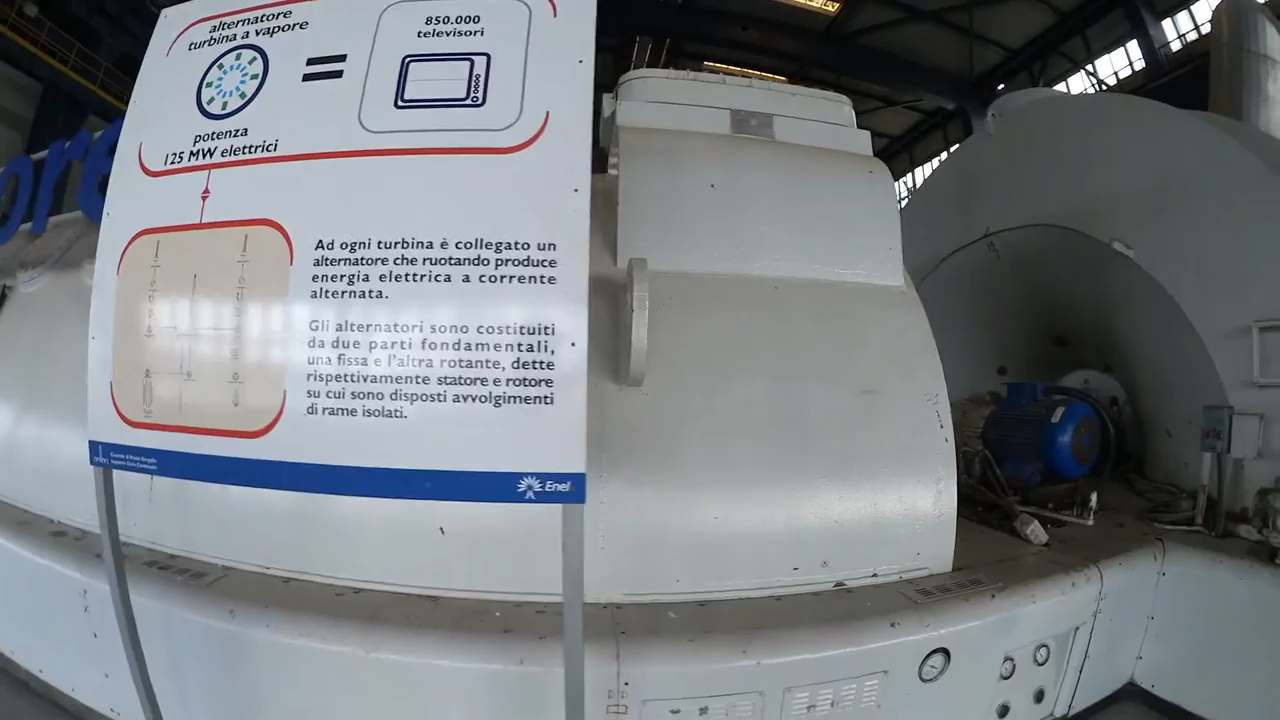 alternatore
turbina a vapore
850.000
televisori
potenza
125 MW elettrici
ore
Ad ogni turbina è collegato un
alternatore che ruotando produce
energia elettrica a corrente
alternata.
Gli alternatori sono costituiti
da due parti fondamentali,
una fissa e l'altra rotante, dette
rispettivamente statore e rotore
su cui sono disposti avvolgimenti
di rame isolati.
Enel